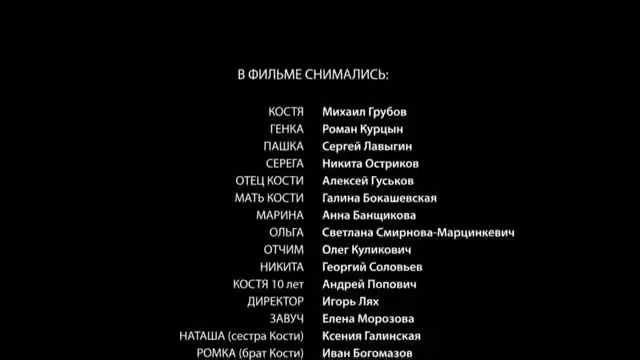 В ФИЛЬМЕ СНИМАЛИСЬ:
КОСТЯ Михаил Грубов
ГЕНКА Роман Курцын
ПАШКА Сергей Лавыгин
СЕРЕГА Никита Остриков
ОТЕЦ КОСТИ Алексей Гуськов
МАТЬ КОСТИ Галина Бокашевская
МАРИНА Анна Банщикова
ОЛЬГА Светлана Смирнова-Марцинкевич
ОТЧИМ Олег Куликович
НИКИТА Георгий Соловьев
КОСТЯ 10 лет Андрей Попович
ДИРЕКТОР Игорь Лях
ЗАВУЧ Елена Морозова
НАТАША (сестра Кости) Ксения Галинская
РОМКА (брат Кости) Иван Богомазов